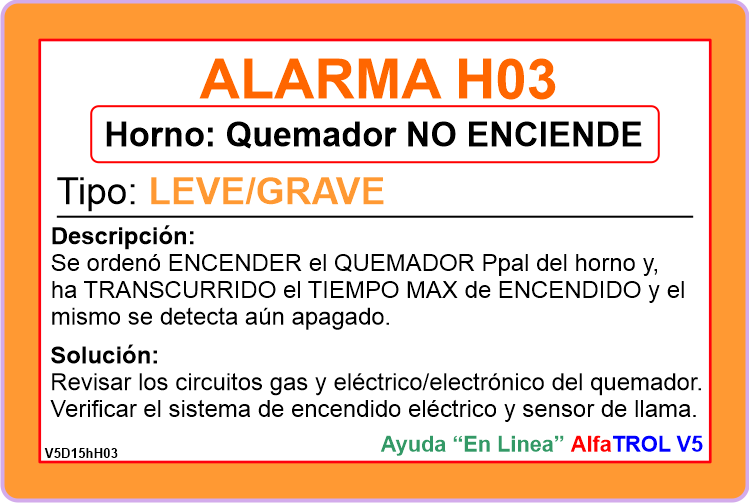 ALARMA H03
Horno: Quemador NO ENCIENDE
Tipo: LEVE/GRAVE
Descripción:
Se ordenó ENCENDER el QUEMADOR Ppal del horno y,
ha TRANSCURRIDO el TIEMPO MAX de ENCENDIDO y el
mismo se detecta aún apagado.
Solución:
Revisar los circuitos gas y eléctrico/electrónico del quemador.
Verificar el sistema de encendido eléctrico y sensor de llama.
Ayuda “En Linea” AlfaTROL V5
V5D15hH03